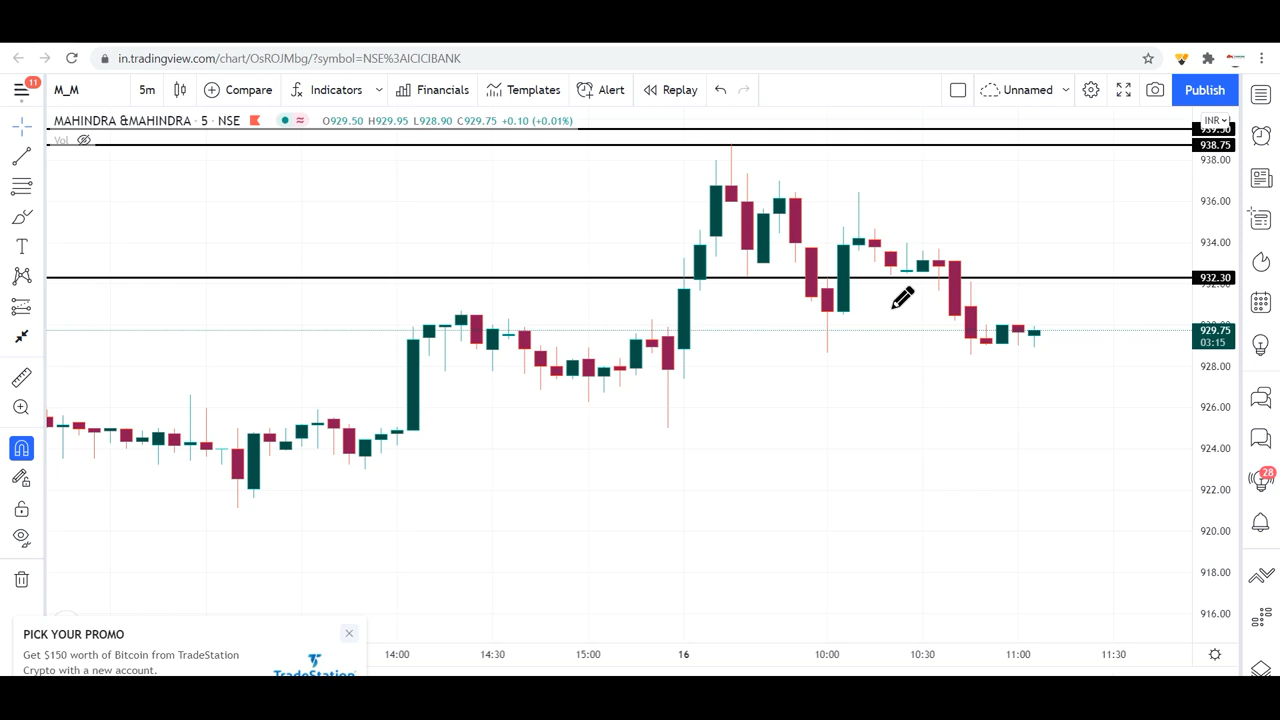 in.tradingview.com/chart/OsROJMbg/?symbol=NSE%3AICICIBANK
11
M_M 5m Compare Indicators Financials Templates Alert Replay Unnamed Publish
MAHINDRA &MAHINDRA · 5 · NSE O929.50 H929.95 L928.90 C929.75 +0.10 (+0.01%)
INR
Vol
939.50
938.75
938.00
936.00
934.00
932.30
932.00
929.75
03:15
928.00
926.00
924.00
922.00
920.00
918.00
916.00
28
14:00 14:30 15:00 16 10:00 10:30 11:00 11:30
PICK YOUR PROMO
Get $150 worth of Bitcoin from TradeStation
Crypto with a new account.
TradeStation